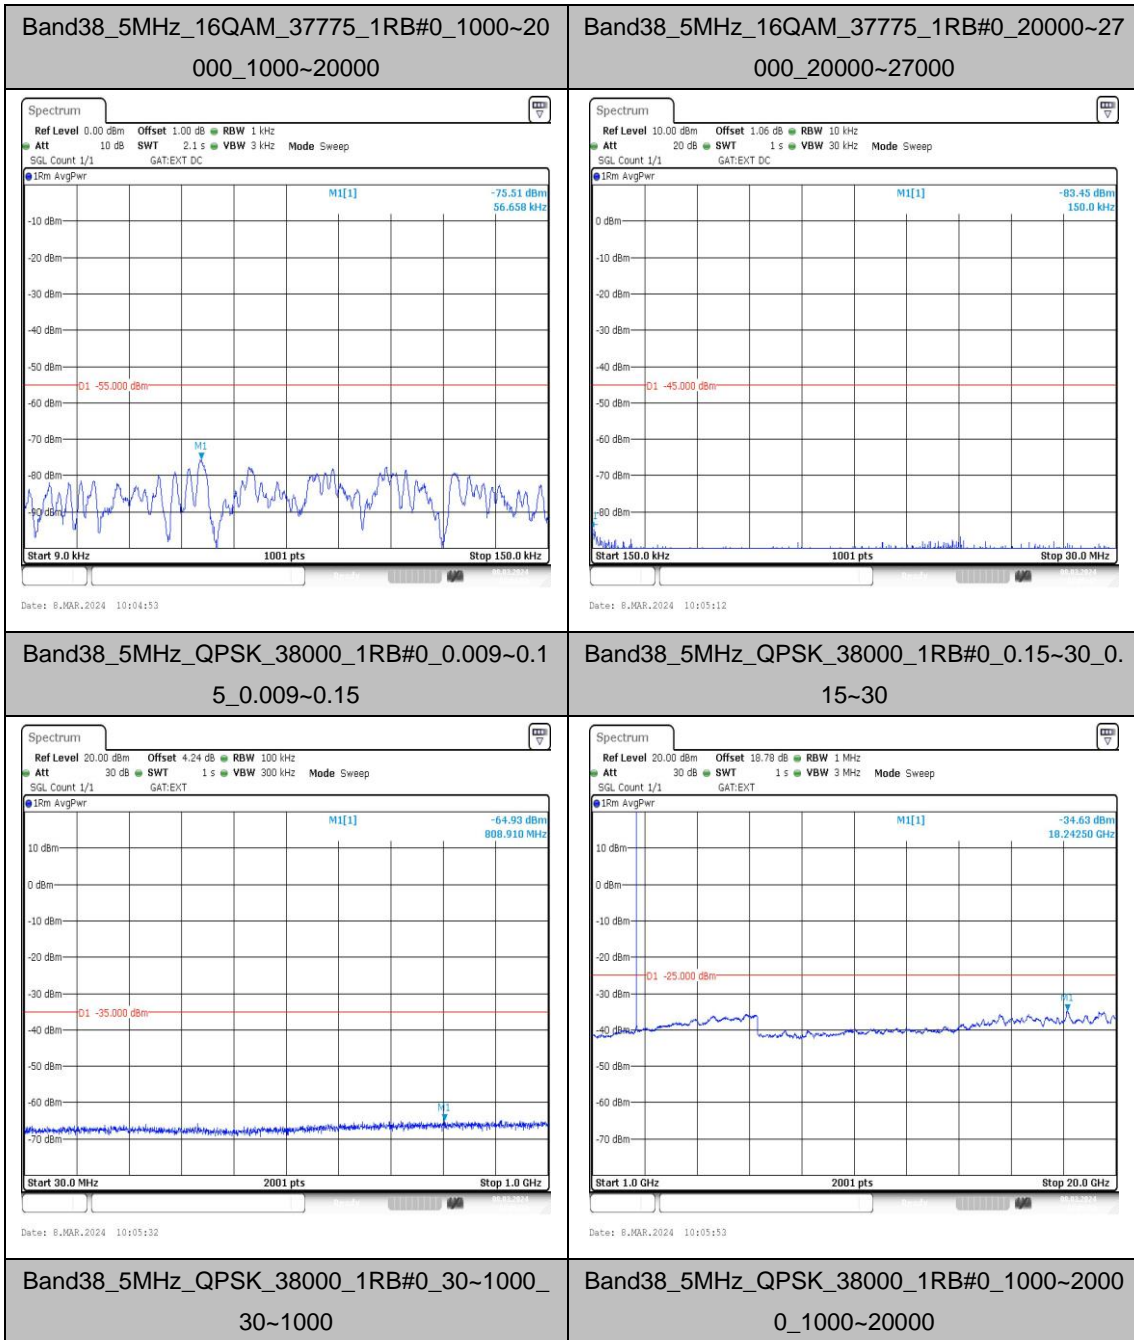 Band38_5MHz_16QAM_37775_1RB#0_1000~20
000_1000~20000
Band38_5MHz_16QAM_37775_1RB#0_20000~27
000_20000~27000
Spectrum
Ref Level 0.00 dBm Offset 1.00 dB RBW 1 kHz
Att 10 dB SWT 2.1 s VBW 3 kHz Mode Sweep
SGL Count 1/1 GAT:EXT DC
1Rm AvgPwr
M1[1] -75.51 dBm
56.658 kHz
-10 dBm
-20 dBm
-30 dBm
-40 dBm
-50 dBm
D1 -55.000 dBm
-60 dBm
-70 dBm
M1
-80 dBm
-90 dBm
Start 9.0 kHz 1001 pts Stop 150.0 kHz
Date: 8.MAR.2024 10:04:53
Spectrum
Ref Level 10.00 dBm Offset 1.06 dB RBW 10 kHz
Att 20 dB SWT 1 s VBW 30 kHz Mode Sweep
SGL Count 1/1 GAT:EXT DC
1Rm AvgPwr
M1[1] -83.45 dBm
150.0 kHz
0 dBm
-10 dBm
-20 dBm
-30 dBm
-40 dBm
D1 -45.000 dBm
-50 dBm
-60 dBm
-70 dBm
-80 dBm
Start 150.0 kHz 1001 pts Stop 30.0 MHz
Date: 8.MAR.2024 10:05:12
Band38_5MHz_QPSK_38000_1RB#0_0.009~0.1
5_0.009~0.15
Band38_5MHz_QPSK_38000_1RB#0_0.15~30_0.
15~30
Spectrum
Ref Level 20.00 dBm Offset 4.24 dB RBW 100 kHz
Att 30 dB SWT 1 s VBW 300 kHz Mode Sweep
SGL Count 1/1 GAT:EXT
1Rm AvgPwr
M1[1] -64.93 dBm
808.910 MHz
10 dBm
0 dBm
-10 dBm
-20 dBm
-30 dBm
D1 -35.000 dBm
-40 dBm
-50 dBm
-60 dBm
M1
-70 dBm
Start 30.0 MHz 2001 pts Stop 1.0 GHz
Date: 8.MAR.2024 10:05:32
Spectrum
Ref Level 20.00 dBm Offset 18.78 dB RBW 1 MHz
Att 30 dB SWT 1 s VBW 3 MHz Mode Sweep
SGL Count 1/1 GAT:EXT
1Rm AvgPwr
M1[1] -34.63 dBm
18.24250 GHz
10 dBm
0 dBm
-10 dBm
-20 dBm
D1 -25.000 dBm
-30 dBm
M1
-40 dBm
-50 dBm
-60 dBm
-70 dBm
Start 1.0 GHz 2001 pts Stop 20.0 GHz
Date: 8.MAR.2024 10:05:53
Band38_5MHz_QPSK_38000_1RB#0_30~1000_
30~1000
Band38_5MHz_QPSK_38000_1RB#0_1000~2000
0_1000~20000